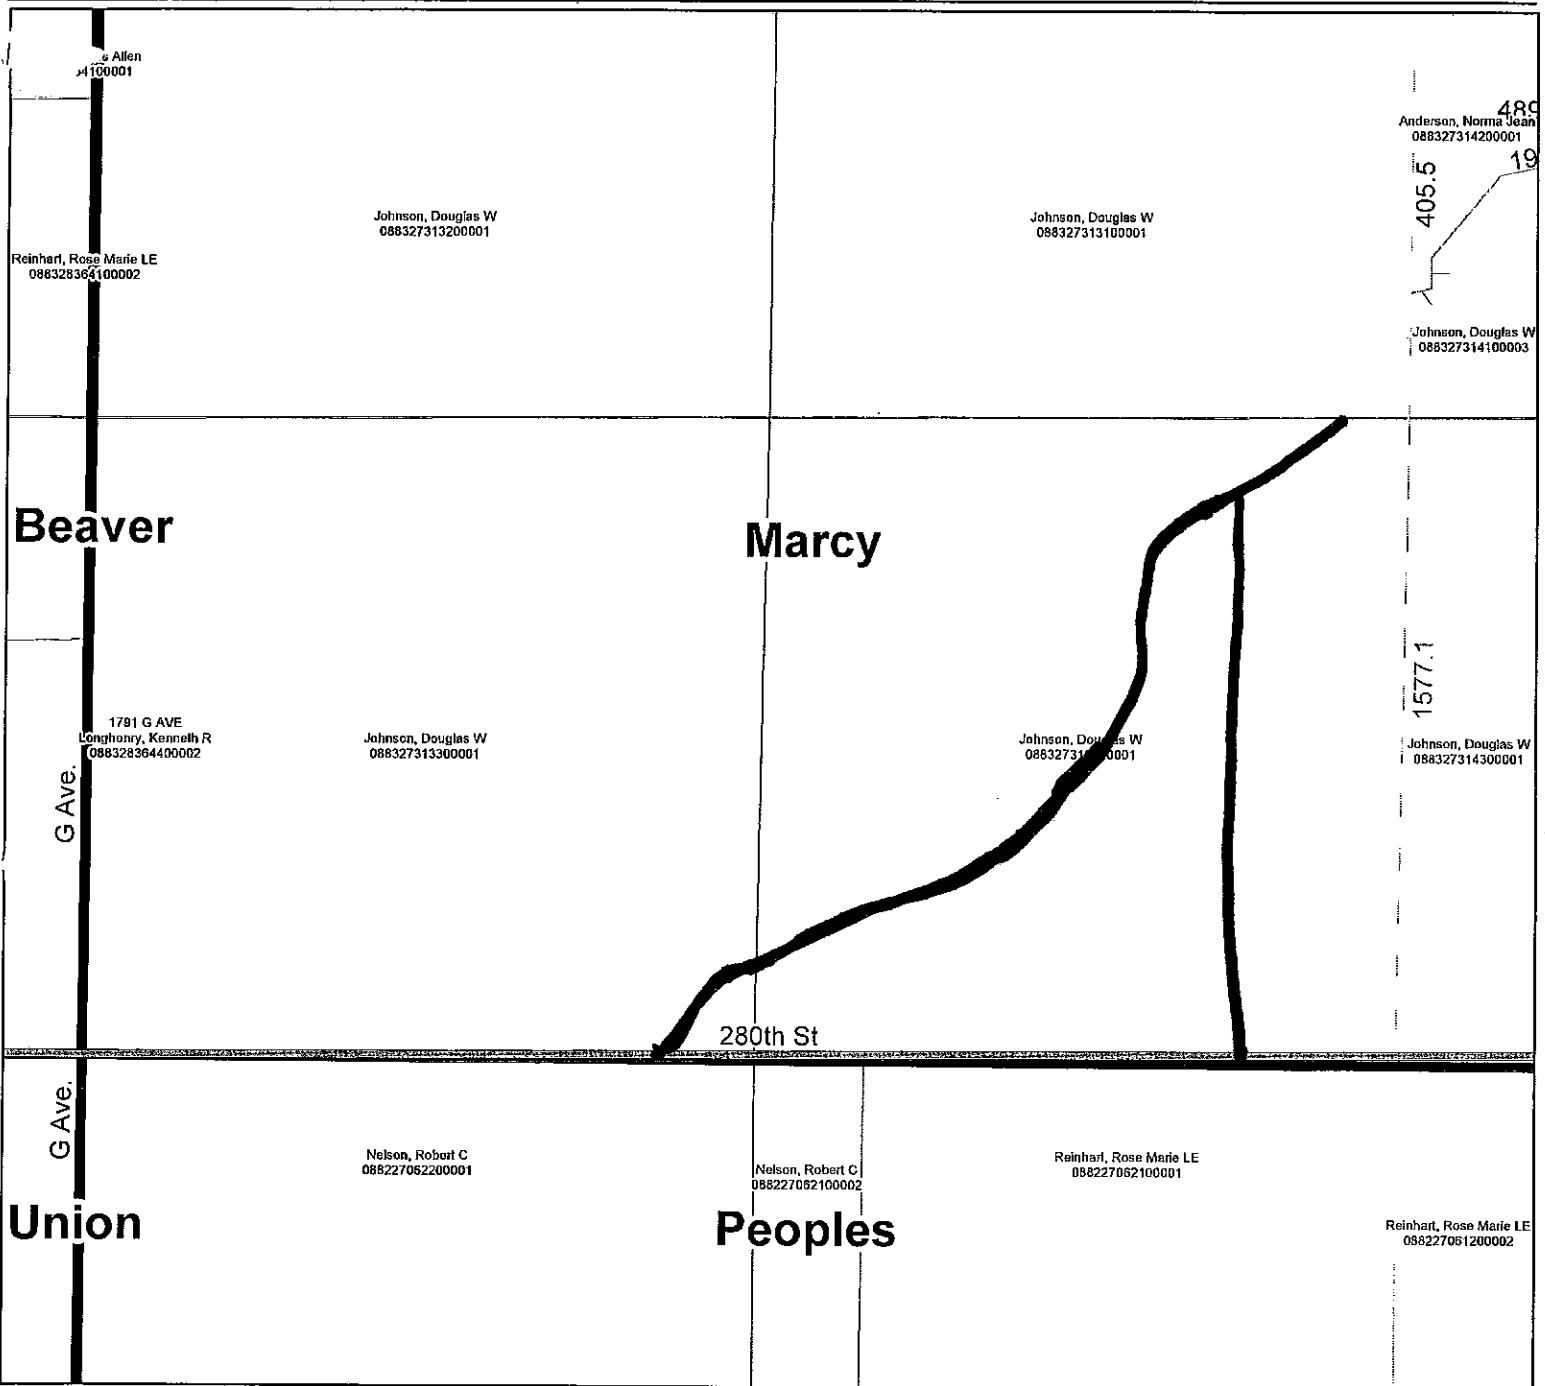 s Allen
4100001
489
Anderson, Norma Jean
088327314200001
19
405.5
Johnson, Douglas W
088327313200001
Johnson, Douglas W
088327313100001
Reinhart, Rose Marie LE
088328364100002
Johnson, Douglas W
088327314100003
Beaver
Marcy
1577.1
1791 G AVE
Longhenry, Kenneth R
088328364400002
Johnson, Douglas W
088327313300001
Johnson, Douglas W
Johnson, Douglas W
088327314300001
G Ave.
280th St
G Ave.
Nelson, Robert C
088227062200001
Nelson, Robert C
088227062100002
Reinhart, Rose Marie LE
088227062100001
Union
Peoples
Reinhart, Rose Marie LE
088227061200002